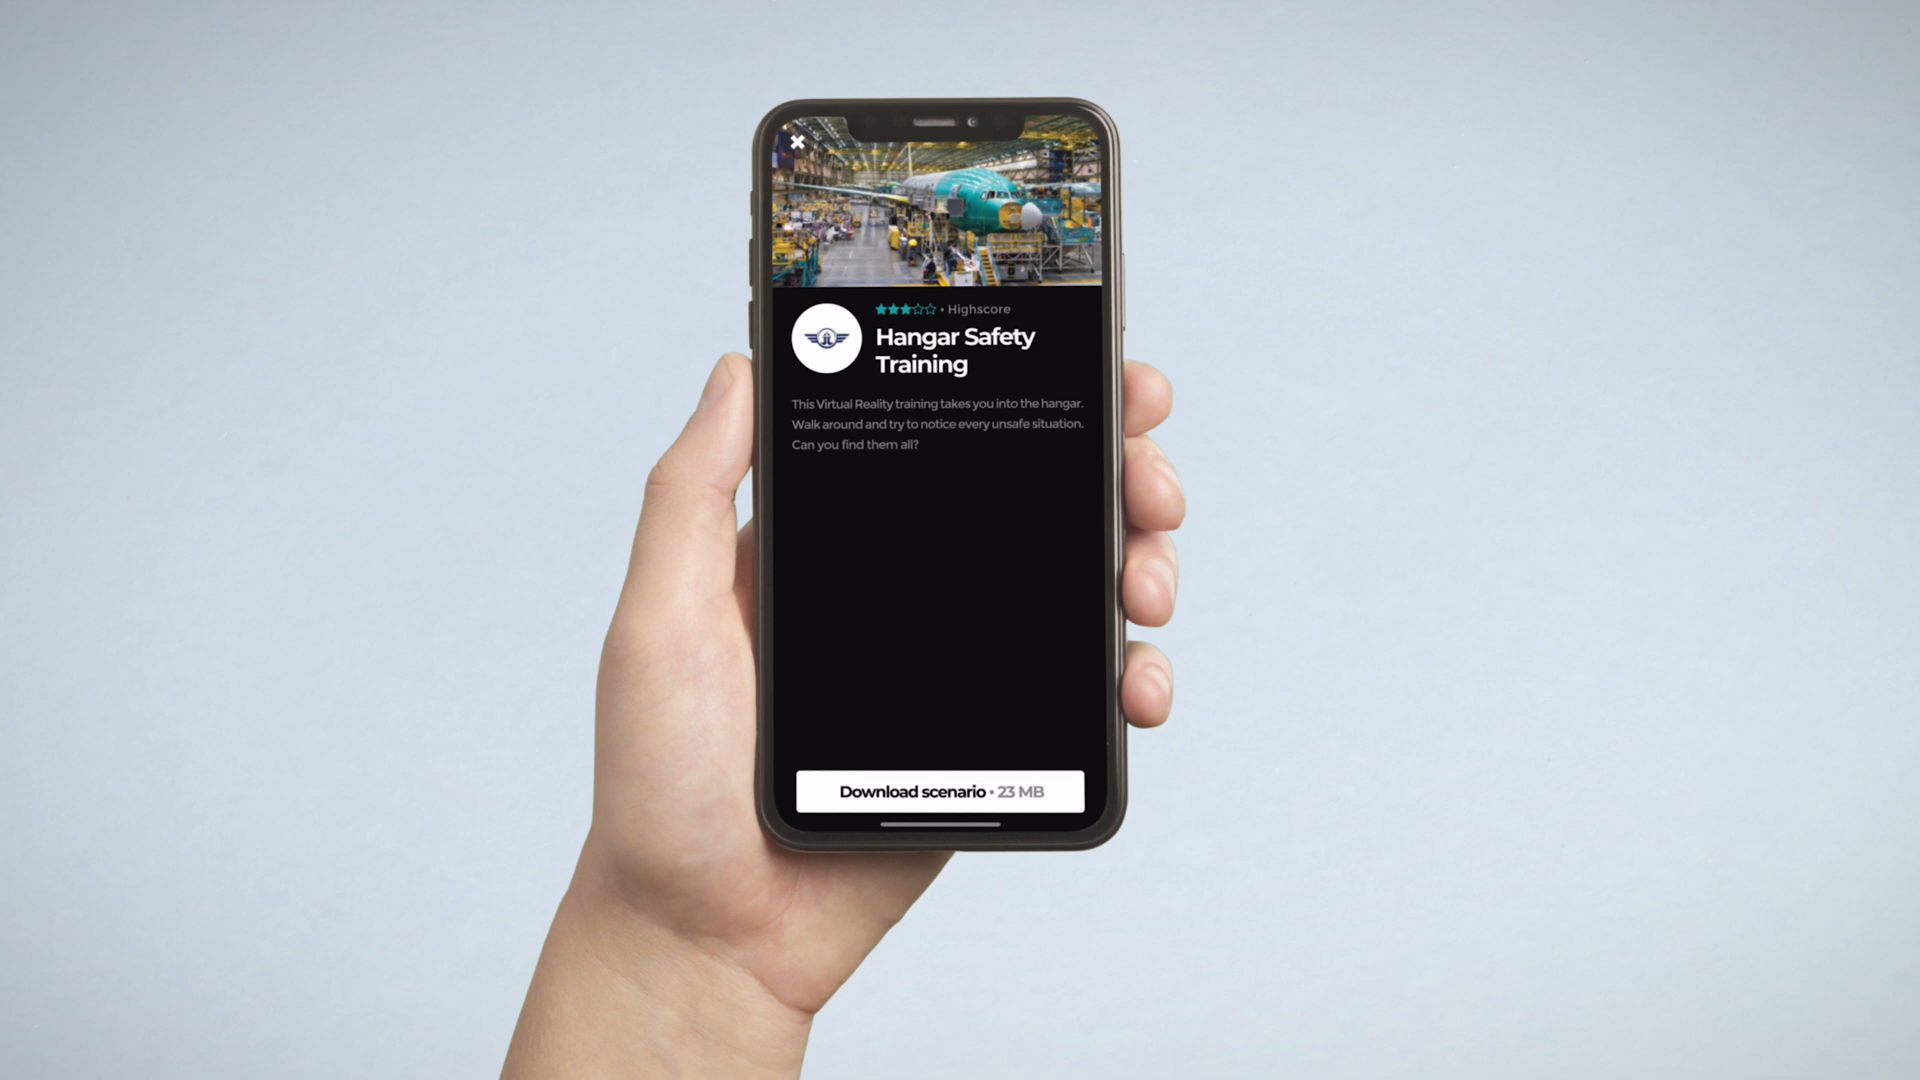 ★★★☆☆ • Highscore
Hangar Safety
Training
This Virtual Reality training takes you into the hangar.
Walk around and try to notice every unsafe situation.
Can you find them all?
Download scenario • 23 MB